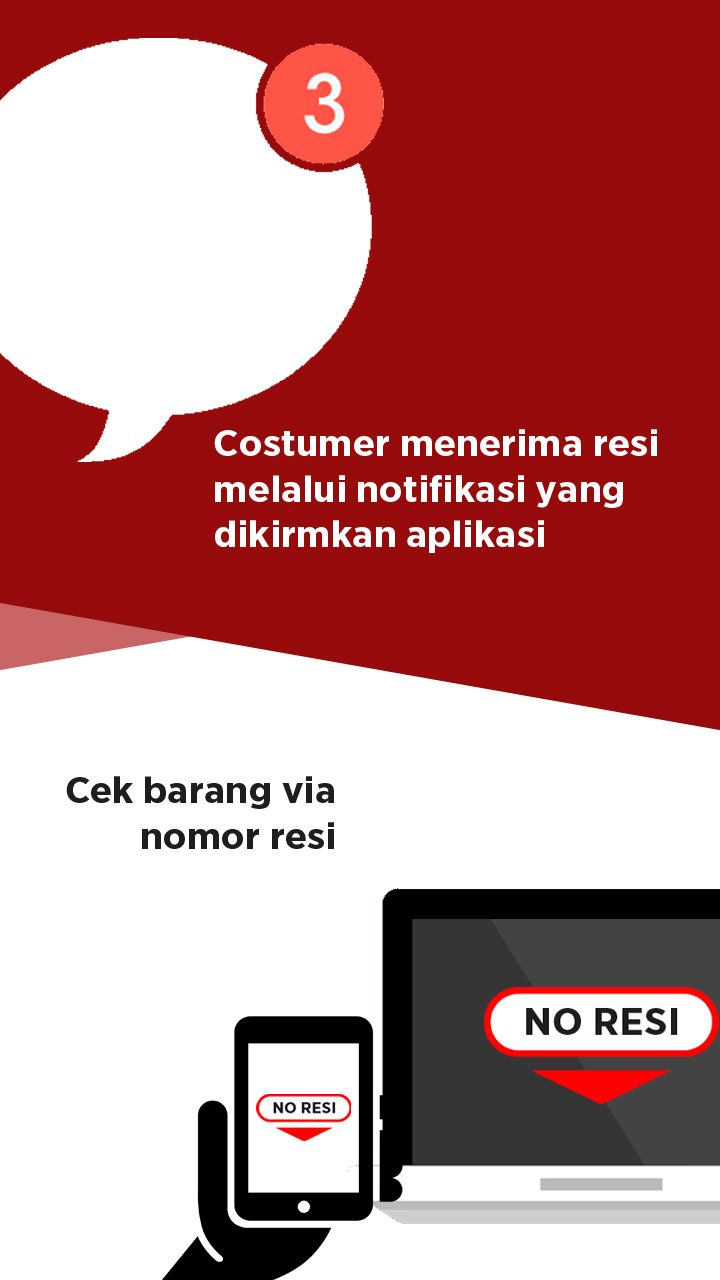 3
Costumer menerima resi
melalui notifikasi yang
dikirmkan aplikasi
Cek barang via
nomor resi
NO RESI
NO RESI